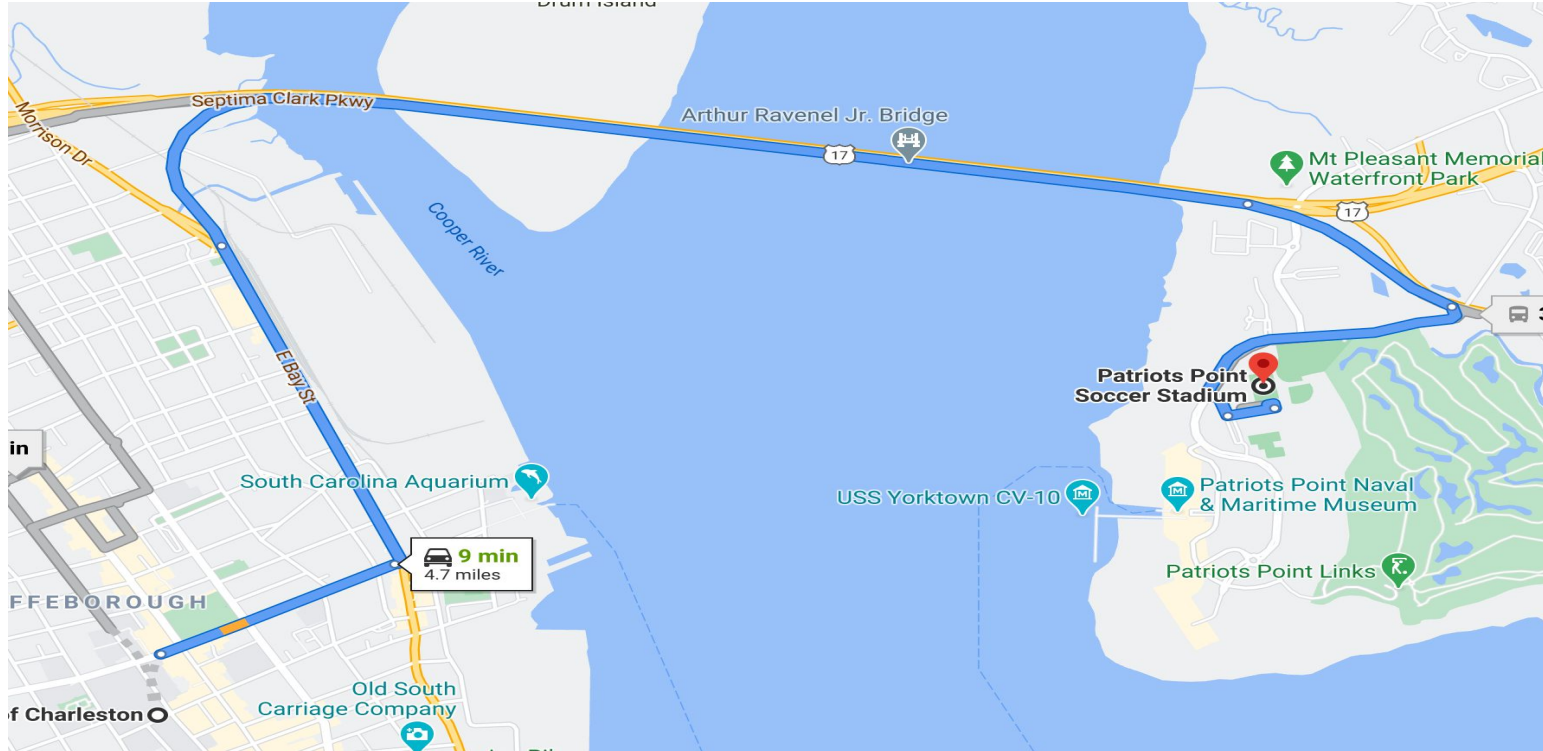 Drum Island
Septima Clark Pkwy
Morrison Dr
Arthur Ravenel Jr. Bridge
17
Mt Pleasant Memorial
Waterfront Park
17
Cooper River
E Bay St
3
Patriots Point
Soccer Stadium
in
South Carolina Aquarium
USS Yorktown CV-10
Patriots Point Naval
& Maritime Museum
9 min
4.7 miles
Patriots Point Links
FFEBOROUGH
Old South
Carriage Company
of Charleston